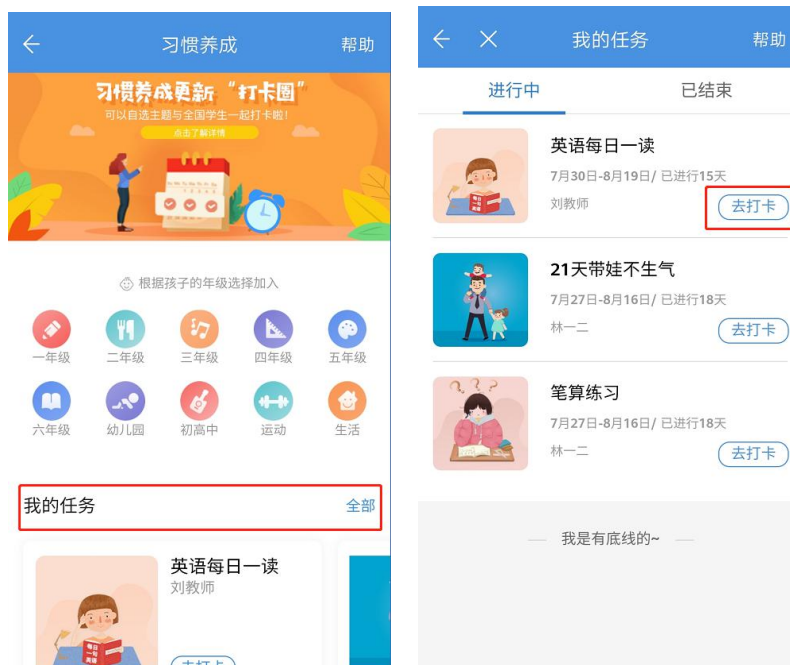 习惯养成
帮助
习惯养成更新“打卡圈”
可以自选主题与全国学生一起打卡啦！
点击了解详情
根据孩子的年级选择加入
一年级
二年级
三年级
四年级
五年级
六年级
幼儿园
初高中
运动
生活
我的任务
全部
英语每日一读
刘教师
每日
一句
英语
去打卡
我的任务
帮助
进行中
已结束
英语每日一读
7月30日-8月19日/ 已进行15天
刘教师
去打卡
21天带娃不生气
7月27日-8月16日/ 已进行18天
林一二
去打卡
笔算练习
7月27日-8月16日/ 已进行18天
林一二
去打卡
我是有底线的~